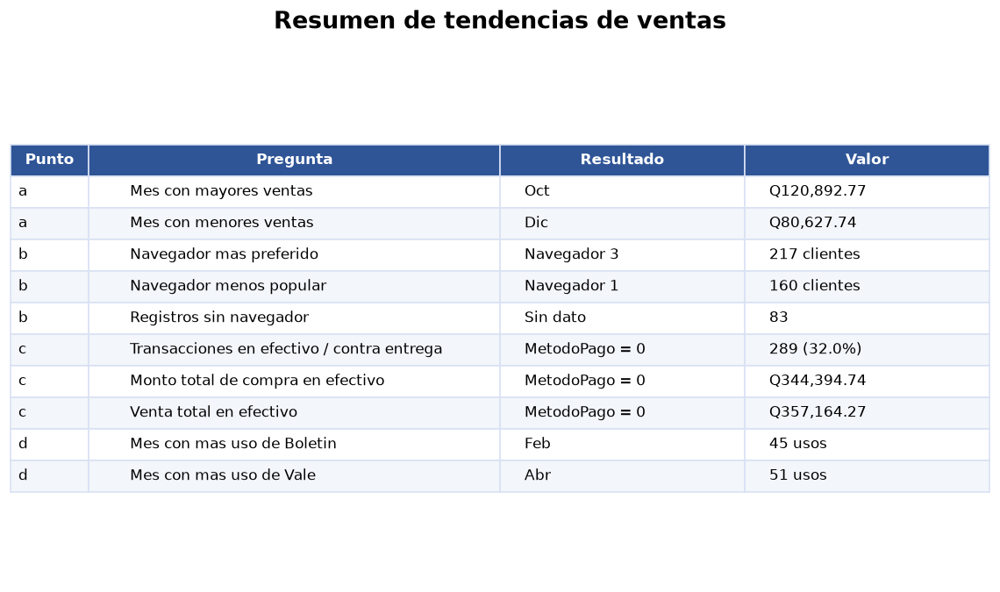 Resumen de tendencias de ventas
Punto Pregunta Resultado Valor
a Mes con mayores ventas Oct Q120,892.77
a Mes con menores ventas Dic Q80,627.74
b Navegador mas preferido Navegador 3 217 clientes
b Navegador menos popular Navegador 1 160 clientes
b Registros sin navegador Sin dato 83
c Transacciones en efectivo / contra entrega MetodoPago = 0 289 (32.0%)
c Monto total de compra en efectivo MetodoPago = 0 Q344,394.74
c Venta total en efectivo MetodoPago = 0 Q357,164.27
d Mes con mas uso de Boletin Feb 45 usos
d Mes con mas uso de Vale Abr 51 usos